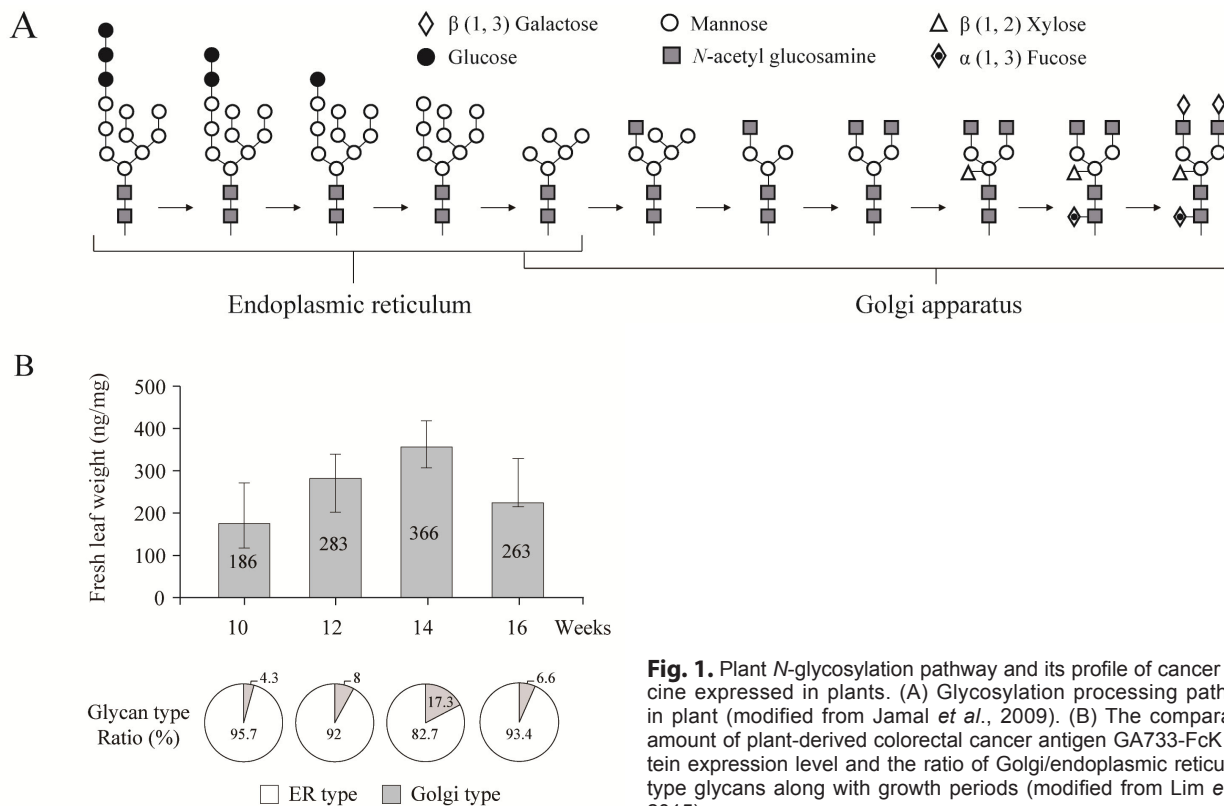 A
β (1, 3) Galactose
Mannose
β (1, 2) Xylose
Glucose
N-acetyl glucosamine
α (1, 3) Fucose
Endoplasmic reticulum
Golgi apparatus
B
Fresh leaf weight (ng/mg)
500
400
300
200
100
0
186
283
366
263
10
12
14
16
Weeks
Glycan type
Ratio (%)
4.3
95.7
8
92
17.3
82.7
6.6
93.4
ER type
Golgi type
Fig. 1. Plant N-glycosylation pathway and its profile of cancer
cine expressed in plants. (A) Glycosylation processing path
in plant (modified from Jamal et al., 2009). (B) The compara
amount of plant-derived colorectal cancer antigen GA733-FcK
tein expression level and the ratio of Golgi/endoplasmic reticu
type glycans along with growth periods (modified from Lim e